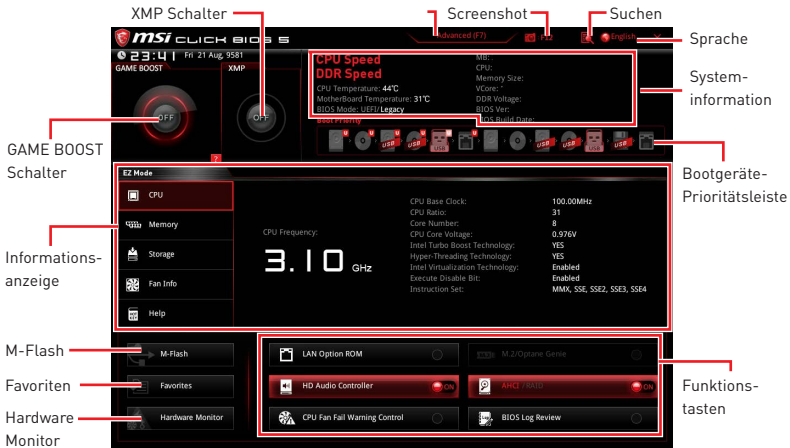 XMP Schalter
Screenshot
Suchen
Sprache
System-
information
GAME BOOST
Schalter
Bootgeräte-
Prioritätsleiste
Informations-
anzeige
M-Flash
Favoriten
Hardware
Monitor
Funktions-
tasten
msi CLICK BIOS 5
Advanced (F7)
F12
English
23:41 Fri 21 Aug, 9581
GAME BOOST
XMP
OFF
OFF
CPU Speed
DDR Speed
CPU Temperature: 44°C
MotherBoard Temperature: 31°C
BIOS Mode: UEFI/Legacy
Boot Priority
MB:
CPU:
Memory Size:
VCore:
DDR Voltage:
BIOS Ver:
BIOS Build Date:
U U U U U U
USB USB USB USB USB
?
EZ Mode
CPU
Memory
Storage
Fan Info
Help
CPU Frequency:
3.10 GHz
CPU Base Clock: 100.00MHz
CPU Ratio: 31
Core Number: 8
CPU Core Voltage: 0.976V
Intel Turbo Boost Technology: YES
Hyper-Threading Technology: YES
Intel Virtualization Technology: Enabled
Execute Disable Bit: Enabled
Instruction Set: MMX, SSE, SSE2, SSE3, SSE4
M-Flash
Favorites
Hardware Monitor
LAN Option ROM
M.2/Optane Genie
HD Audio Controller ON
AHCI /RAID ON
CPU Fan Fail Warning Control
BIOS Log Review